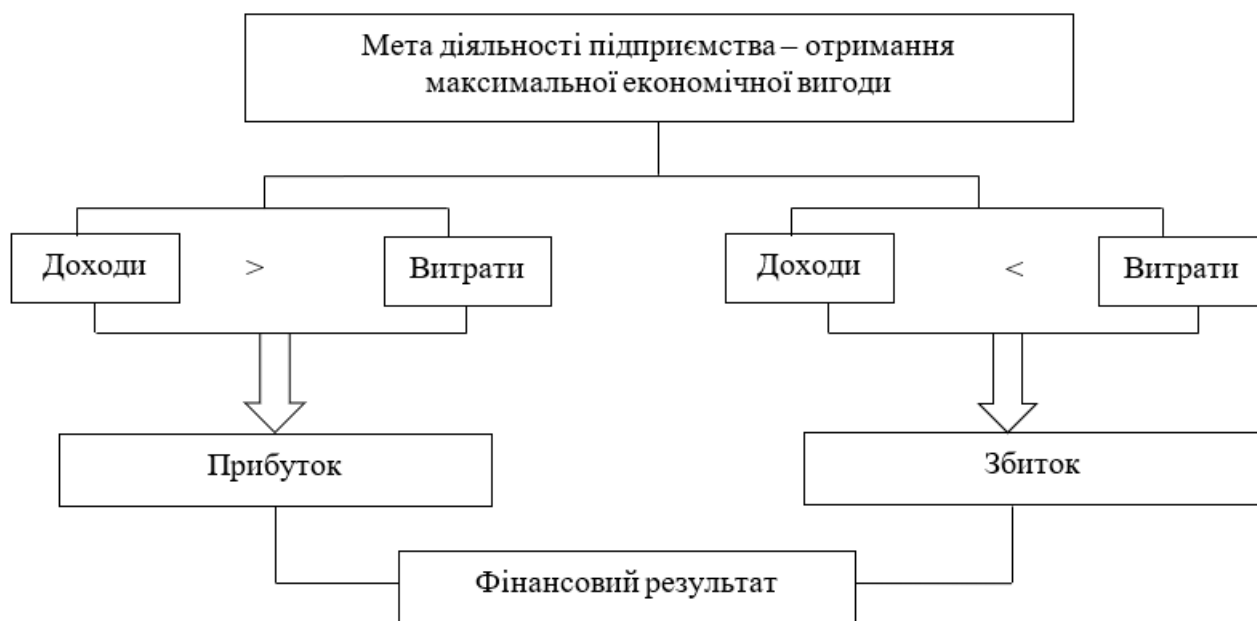 Мета діяльності підприємства – отримання
максимальної економічної вигоди
Доходи > Витрати
Доходи < Витрати
Прибуток
Збиток
Фінансовий результат